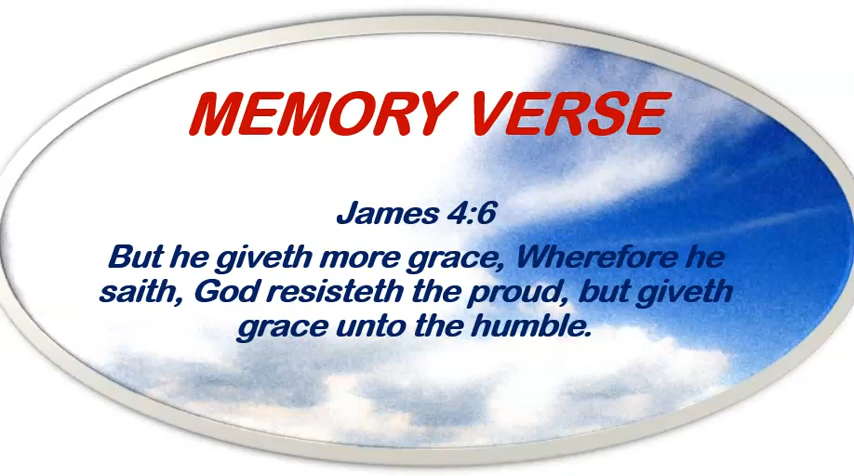 MEMORY VERSE
James 4:6
But he giveth more grace, Wherefore he
saith, God resisteth the proud, but giveth
grace unto the humble.